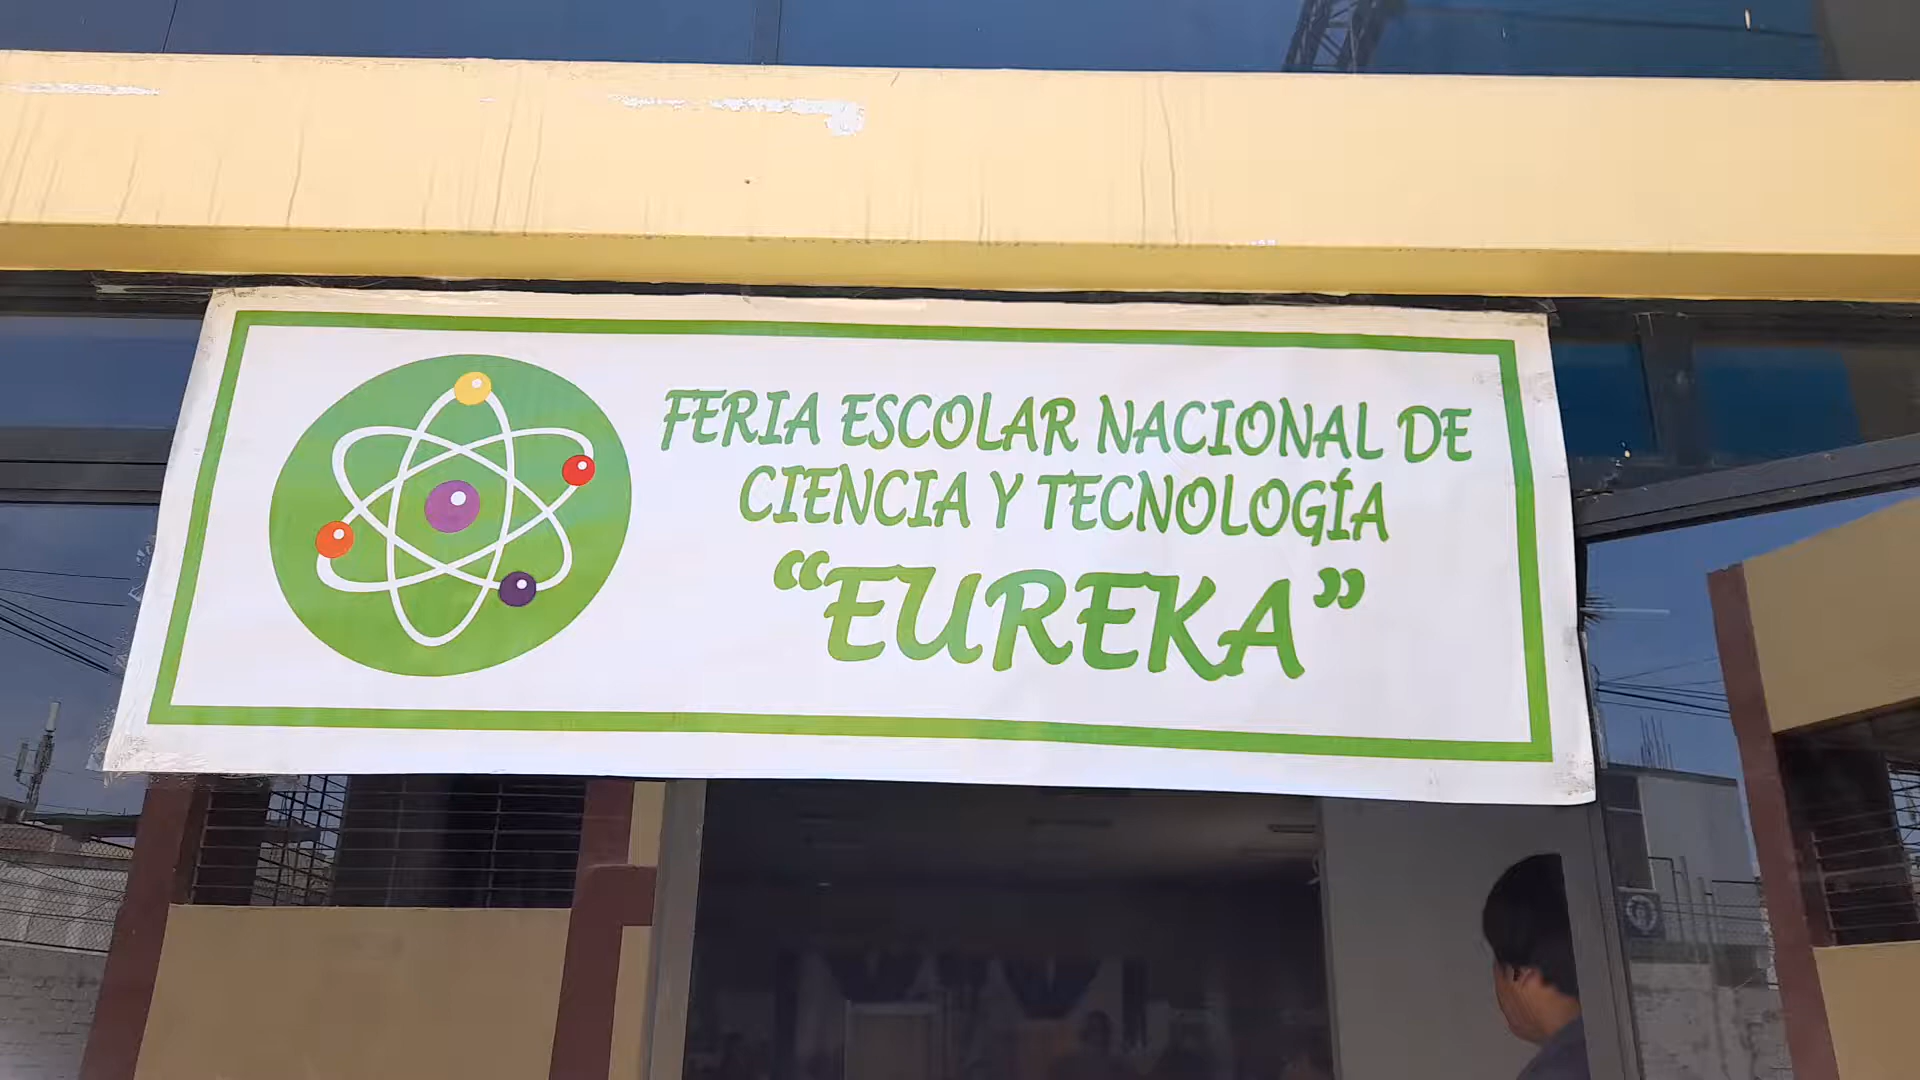 FERIA ESCOLAR NACIONAL DE
CIENCIA Y TECNOLOGÍA
“EUREKA”